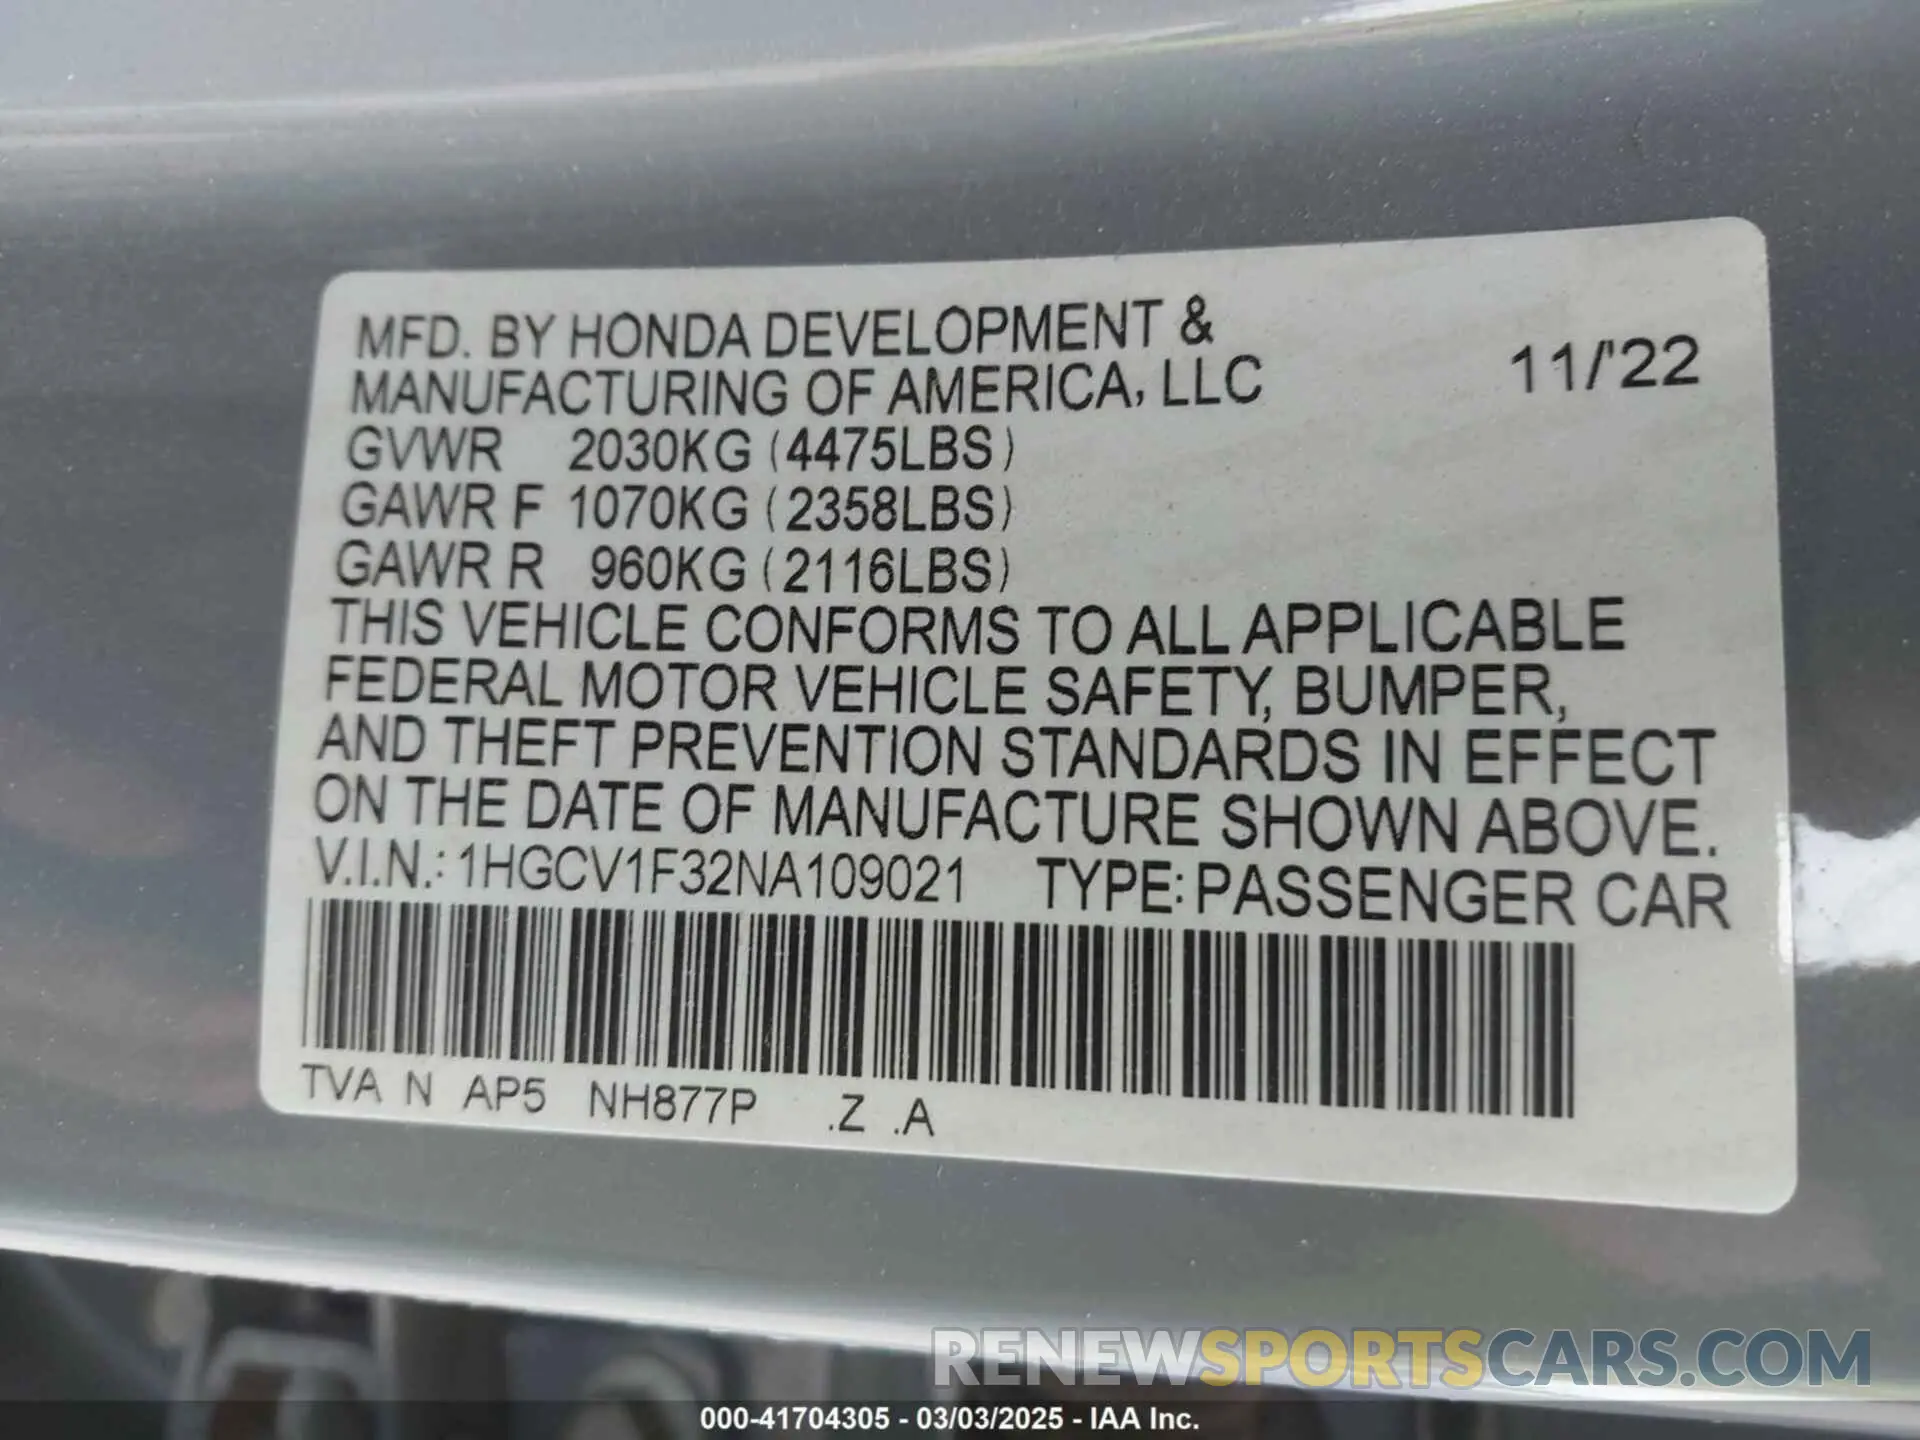 MFD. BY HONDA DEVELOPMENT &
MANUFACTURING OF AMERICA, LLC 11/'22
GVWR 2030KG (4475LBS)
GAWR F 1070KG (2358LBS)
GAWR R 960KG (2116LBS)
THIS VEHICLE CONFORMS TO ALL APPLICABLE
FEDERAL MOTOR VEHICLE SAFETY, BUMPER,
AND THEFT PREVENTION STANDARDS IN EFFECT
ON THE DATE OF MANUFACTURE SHOWN ABOVE.
V.I.N.: 1HGCV1F32NA109021 TYPE: PASSENGER CAR
TVA N AP5 NH877P .Z .A
RENEWSPORTSCARS.COM
000-41704305 - 03/03/2025 - IAA Inc.